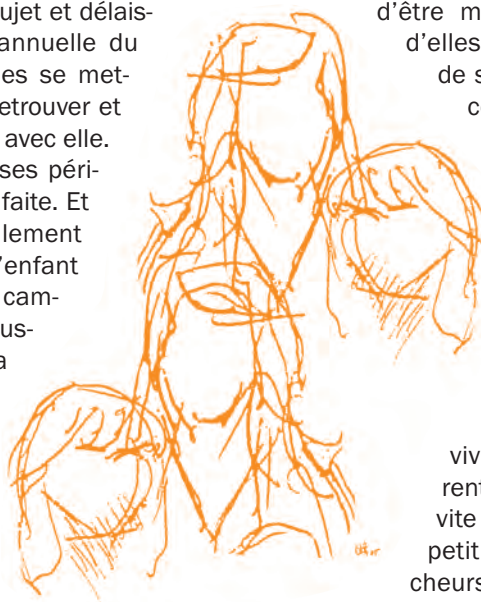 ujet et délais-
annuelle du
es se met-
etrouver et
avec elle.
ses péri-
faite. Et
lement
'enfant
cam-
us-
a
d'être m
d'elles
de s
c
viv
rent
vite
petit
cheurs